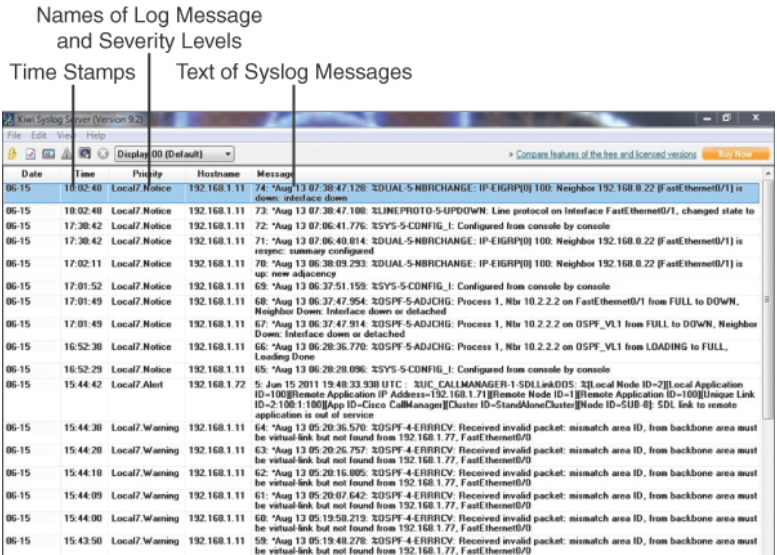 Names of Log Message
and Severity Levels
Time Stamps
Text of Syslog Messages
Kiwi Syslog Server (Version 9.2)
File Edit View Help
Display 00 (Default)
Compare features of the free and licensed versions
Buy Now
Date Time Priority Hostname Message
06-15 18:02:48 Local7.Notice 192.168.1.11 74: *Aug 13 07:38:47.128: %DUAL-5-NBRCHANGE: IP-EIGRP(0) 100: Neighbor 192.168.0.22 (FastEthernet0/1) is
down: interface down
06-15 18:02:48 Local7.Notice 192.168.1.11 73: *Aug 13 07:38:47.108: %LINEPROTO-5-UPDOWN: Line protocol on Interface FastEthernet0/1, changed state to
06-15 17:30:42 Local7.Notice 192.168.1.11 72: *Aug 13 07:06:41.776: %SYS-5-CONFIG_I: Configured from console by console
06-15 17:30:42 Local7.Notice 192.168.1.11 71: *Aug 13 07:06:40.814: %DUAL-5-NBRCHANGE: IP-EIGRP(0) 100: Neighbor 192.168.0.22 (FastEthernet0/1) is
resync: summary configured
06-15 17:02:11 Local7.Notice 192.168.1.11 70: *Aug 13 06:38:09.293: %DUAL-5-NBRCHANGE: IP-EIGRP(0) 100: Neighbor 192.168.0.22 (FastEthernet0/1) is
up: new adjacency
06-15 17:01:52 Local7.Notice 192.168.1.11 69: *Aug 13 06:37:51.159: %SYS-5-CONFIG_I: Configured from console by console
06-15 17:01:49 Local7.Notice 192.168.1.11 68: *Aug 13 06:37:47.954: %OSPF-5-ADJCHG: Process 1, Nbr 10.2.2.2 on FastEthernet0/1 from FULL to DOWN,
Neighbor Down: Interface down or detached
06-15 17:01:49 Local7.Notice 192.168.1.11 67: *Aug 13 06:37:47.914: %OSPF-5-ADJCHG: Process 1, Nbr 10.2.2.2 on OSPF_VL1 from FULL to DOWN, Neighbor
Down: Interface down or detached
06-15 16:52:38 Local7.Notice 192.168.1.11 66: *Aug 13 06:28:36.770: %OSPF-5-ADJCHG: Process 1, Nbr 10.2.2.2 on OSPF_VL1 from LOADING to FULL,
Loading Done
06-15 16:52:29 Local7.Notice 192.168.1.11 65: *Aug 13 06:28:28.096: %SYS-5-CONFIG_I: Configured from console by console
06-15 15:44:42 Local7.Alert 192.168.1.72 5: Jun 15 2011 19:48:33.938 UTC : %UC_CALLMANAGER-1-SDLLinkOOS: %[Local Node ID=2][Local Application
ID=100][Remote Application IP Address=192.168.1.71][Remote Node ID=1][Remote Application ID=100][Unique Link
ID=2:100:1:100][App ID=Cisco CallManager][Cluster ID=StandAloneCluster][Node ID=SUB-8]: SDL link to remote
application is out of service
06-15 15:44:38 Local7.Warning 192.168.1.11 64: *Aug 13 05:20:36.570: %OSPF-4-ERRRCV: Received invalid packet: mismatch area ID, from backbone area must
be virtual-link but not found from 192.168.1.77, FastEthernet0/0
06-15 15:44:28 Local7.Warning 192.168.1.11 63: *Aug 13 05:20:26.757: %OSPF-4-ERRRCV: Received invalid packet: mismatch area ID, from backbone area must
be virtual-link but not found from 192.168.1.77, FastEthernet0/0
06-15 15:44:18 Local7.Warning 192.168.1.11 62: *Aug 13 05:20:16.805: %OSPF-4-ERRRCV: Received invalid packet: mismatch area ID, from backbone area must
be virtual-link but not found from 192.168.1.77, FastEthernet0/0
06-15 15:44:09 Local7.Warning 192.168.1.11 61: *Aug 13 05:20:07.642: %OSPF-4-ERRRCV: Received invalid packet: mismatch area ID, from backbone area must
be virtual-link but not found from 192.168.1.77, FastEthernet0/0
06-15 15:44:00 Local7.Warning 192.168.1.11 60: *Aug 13 05:19:58.219: %OSPF-4-ERRRCV: Received invalid packet: mismatch area ID, from backbone area must
be virtual-link but not found from 192.168.1.77, FastEthernet0/0
06-15 15:43:50 Local7.Warning 192.168.1.11 59: *Aug 13 05:19:48.278: %OSPF-4-ERRRCV: Received invalid packet: mismatch area ID, from backbone area must
be virtual-link but not found from 192.168.1.77, FastEthernet0/0